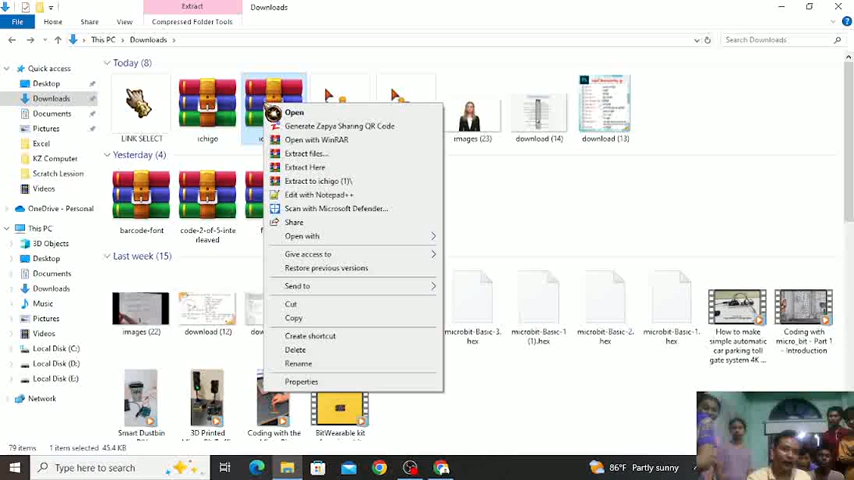 Extract
Downloads
File
Home
Share
View
Compressed Folder Tools
This PC
Downloads
Search Downloads
Quick access
Desktop
Downloads
Documents
Pictures
Excel
KZ Computer
Scratch Lession
Videos
OneDrive - Personal
This PC
3D Objects
Desktop
Documents
Downloads
Music
Pictures
Videos
Local Disk (C:)
Local Disk (D:)
Local Disk (E:)
Network
Today (8)
LINK SELECT
ichigo
images (23)
download (14)
download (13)
Yesterday (4)
barcode-font
code-2-of-5-inte
rleaved
Last week (15)
images (22)
download (12)
microbit-Basic-3.
hex
microbit-Basic-1
(1).hex
microbit-Basic-2.
hex
microbit-Basic-1.
hex
How to make
simple automatic
car parking toll
gate system 4K ...
Coding with
micro_bit - Part 1
- Introduction
Smart Dustbin
3D Printed
Coding with the
BitWearable kit
Open
Generate Zapya Sharing QR Code
Open with WinRAR
Extract files...
Extract Here
Extract to ichigo (1)\
Edit with Notepad++
Scan with Microsoft Defender...
Share
Open with
Give access to
Restore previous versions
Send to
Cut
Copy
Create shortcut
Delete
Rename
Properties
79 items
1 item selected 45.4 KB
Type here to search
86°F Partly sunny